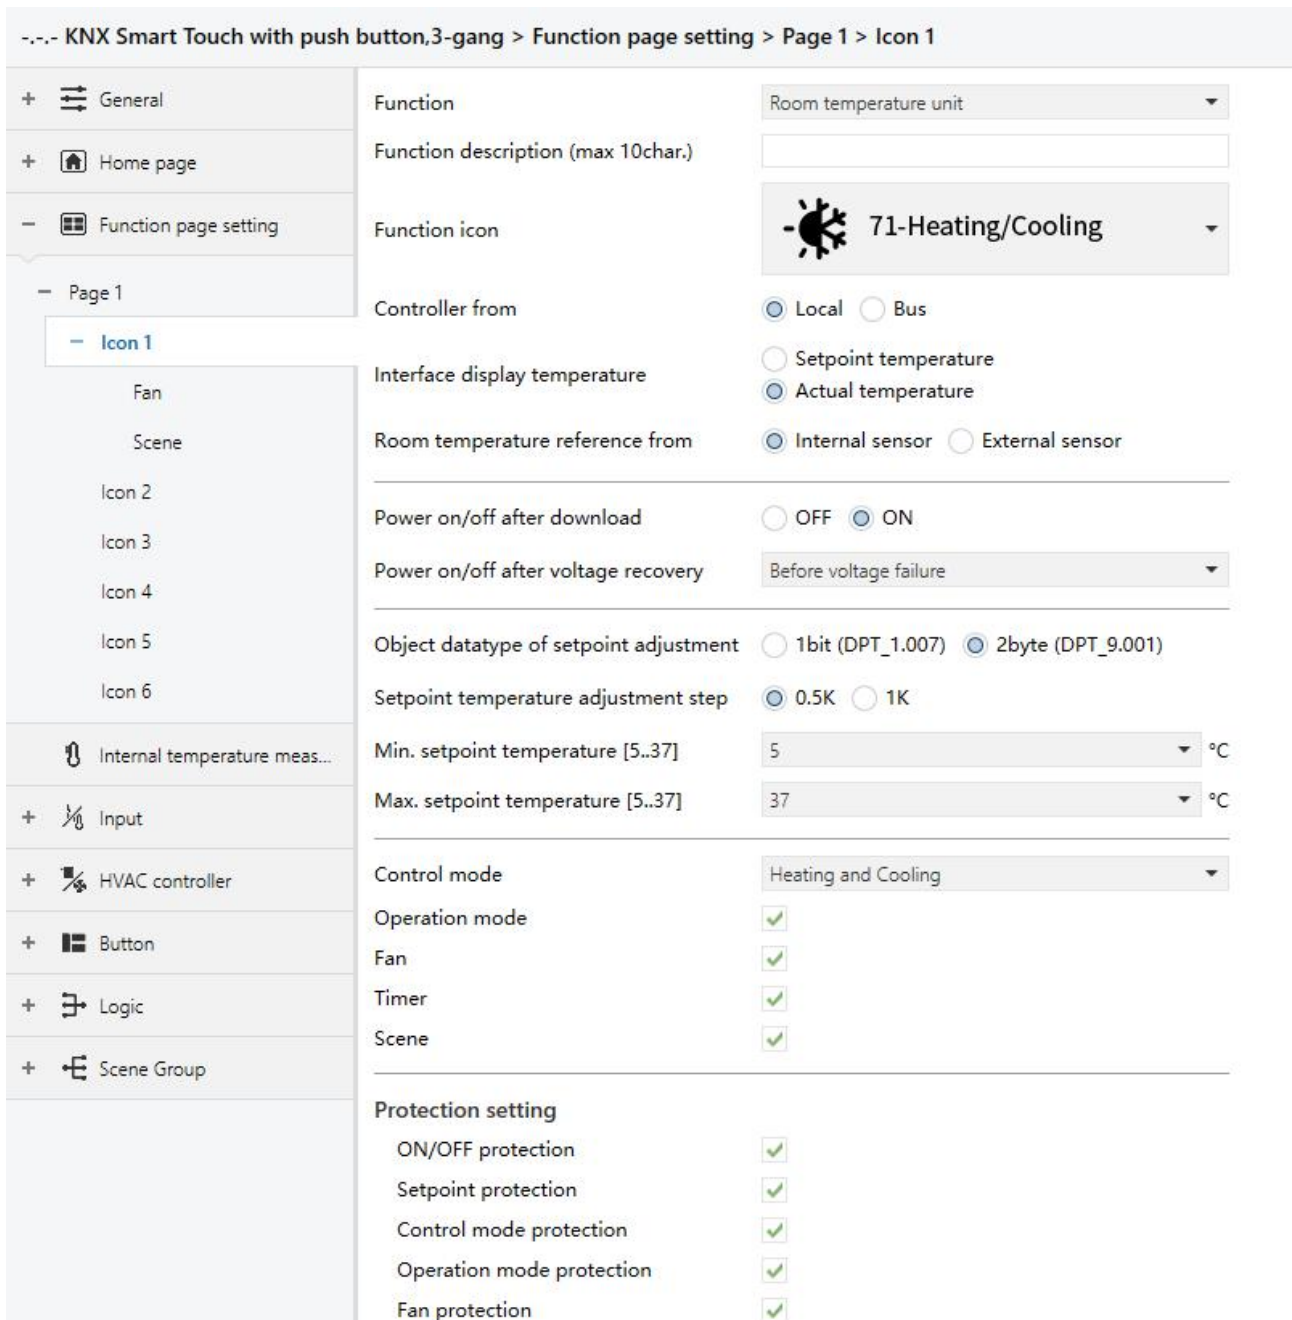 -.-.- KNX Smart Touch with push button,3-gang > Function page setting > Page 1 > Icon 1
General
Home page
Function page setting
Page 1
Icon 1
Fan
Scene
Icon 2
Icon 3
Icon 4
Icon 5
Icon 6
Internal temperature meas...
Input
HVAC controller
Button
Logic
Scene Group
Function Room temperature unit
Function description (max 10char.)
Function icon 71-Heating/Cooling
Controller from Local Bus
Interface display temperature Setpoint temperature
Actual temperature
Room temperature reference from Internal sensor External sensor
Power on/off after download OFF ON
Power on/off after voltage recovery Before voltage failure
Object datatype of setpoint adjustment 1bit (DPT_1.007) 2byte (DPT_9.001)
Setpoint temperature adjustment step 0.5K 1K
Min. setpoint temperature [5..37] 5 °C
Max. setpoint temperature [5..37] 37 °C
Control mode Heating and Cooling
Operation mode
Fan
Timer
Scene
Protection setting
ON/OFF protection
Setpoint protection
Control mode protection
Operation mode protection
Fan protection